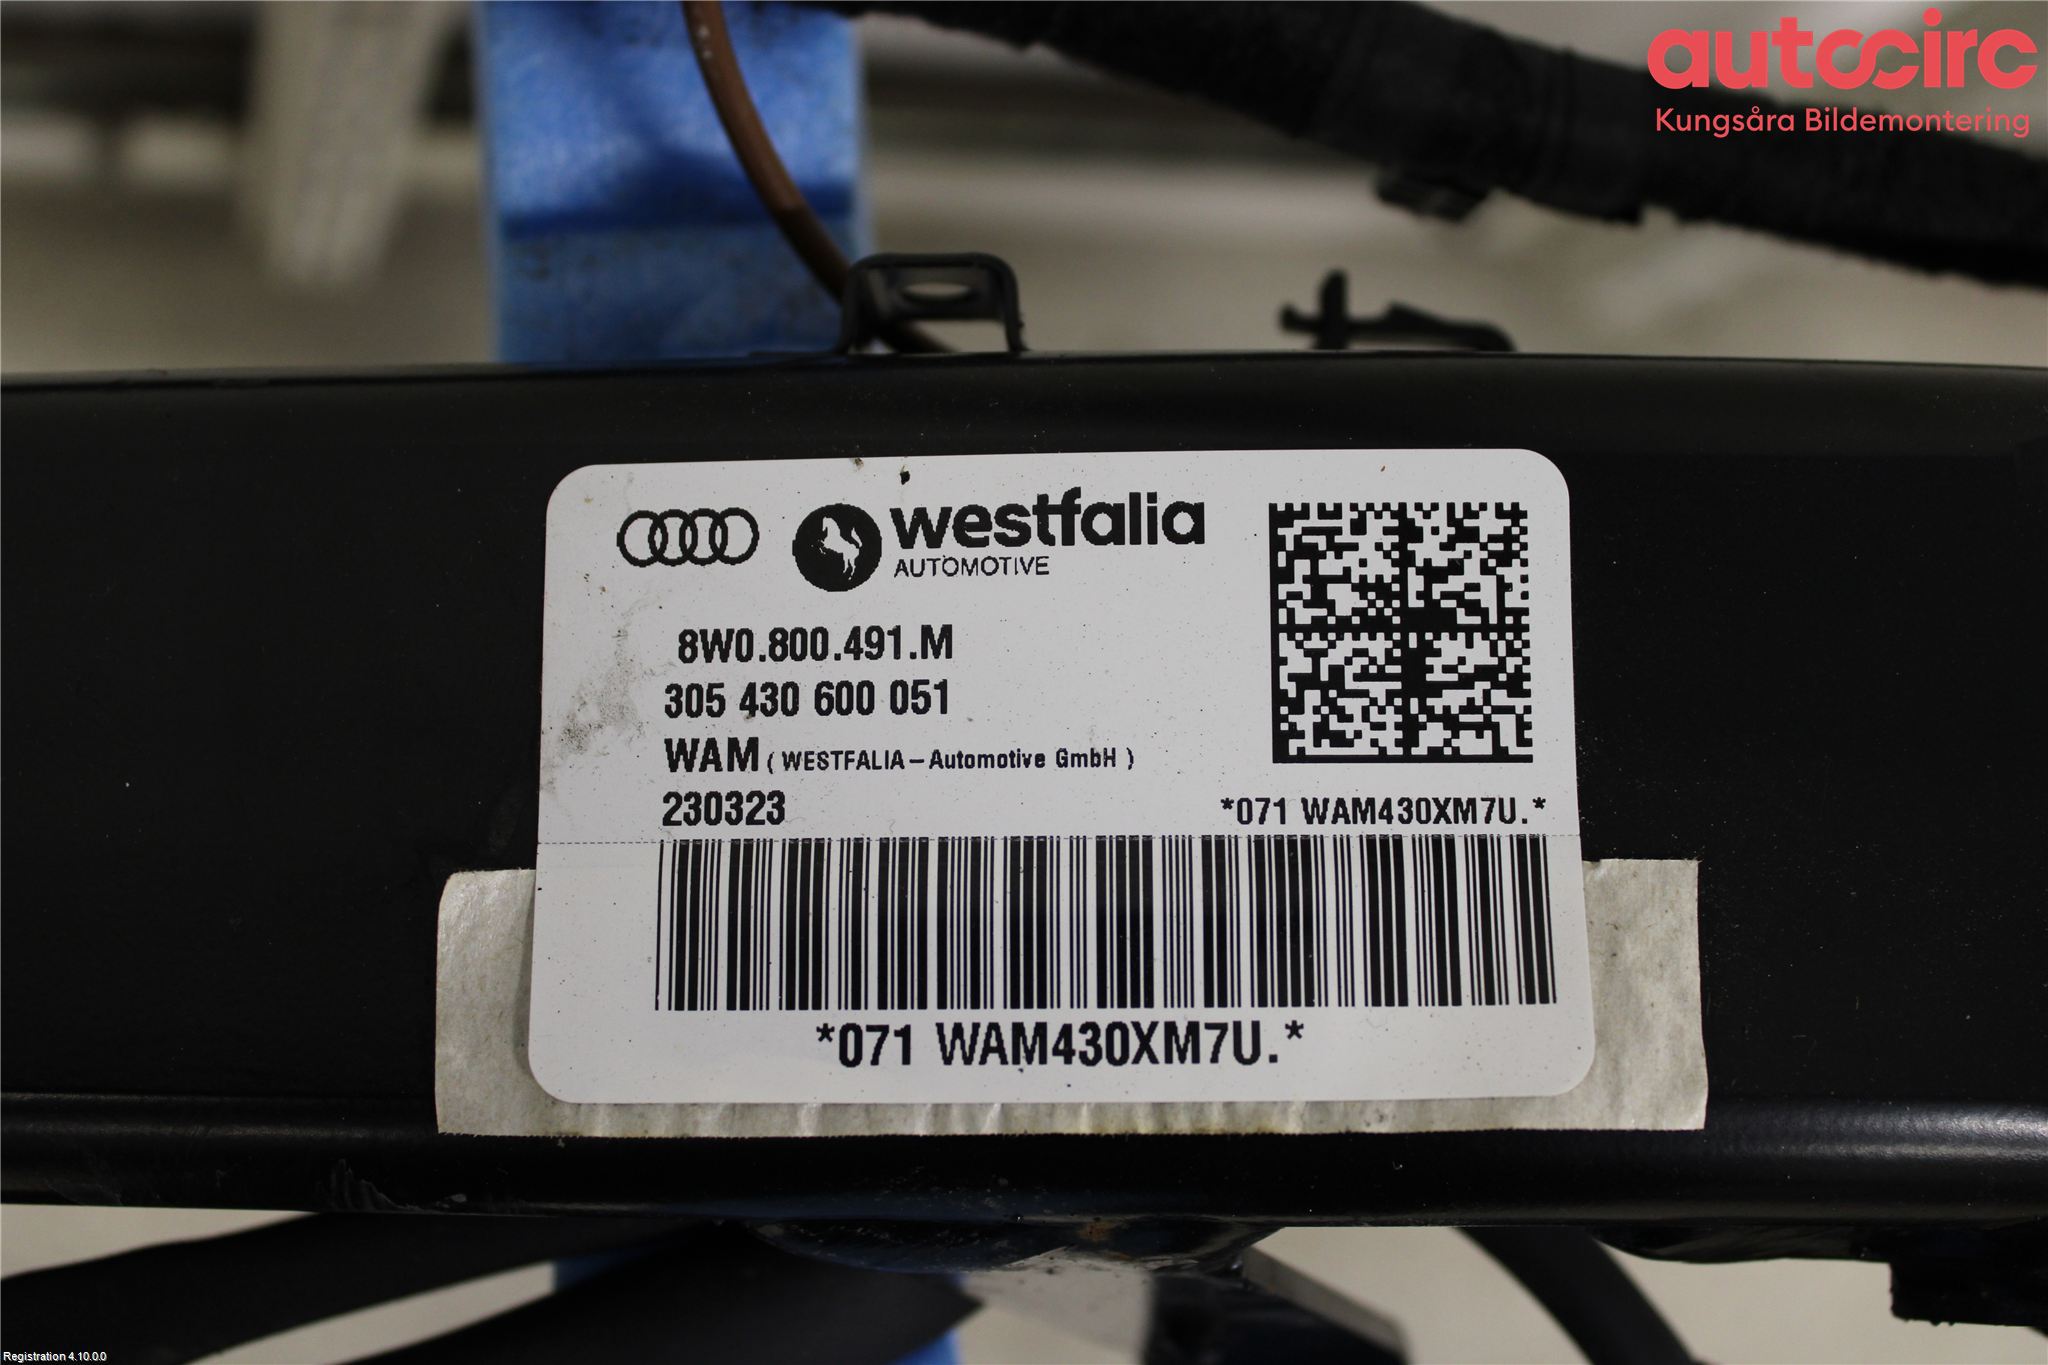 autocirc
Kungsåra Bildemontering
westfalia
AUTOMOTIVE
8W0.800.491.M
305 430 600 051
WAM ( WESTFALIA – Automotive GmbH )
230323
*071 WAM430XM7U.*
*071 WAM430XM7U.*
Registration 4.10.0.0